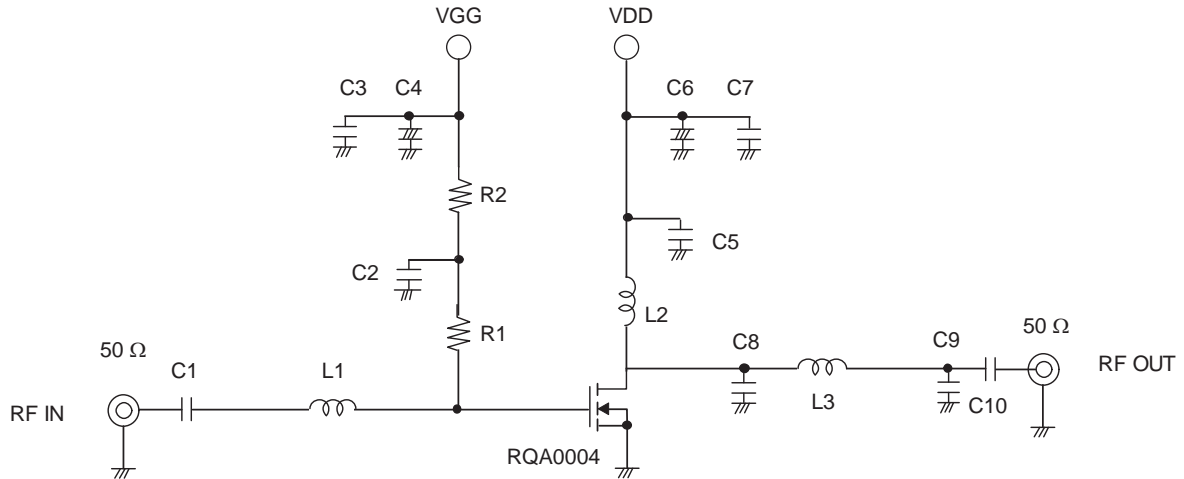 VGG
VDD
C3
C4
C6
C7
R2
C5
C2
L2
R1
50 Ω
C8
C9
50 Ω
C1
L1
RF OUT
L3
C10
RF IN
RQA0004